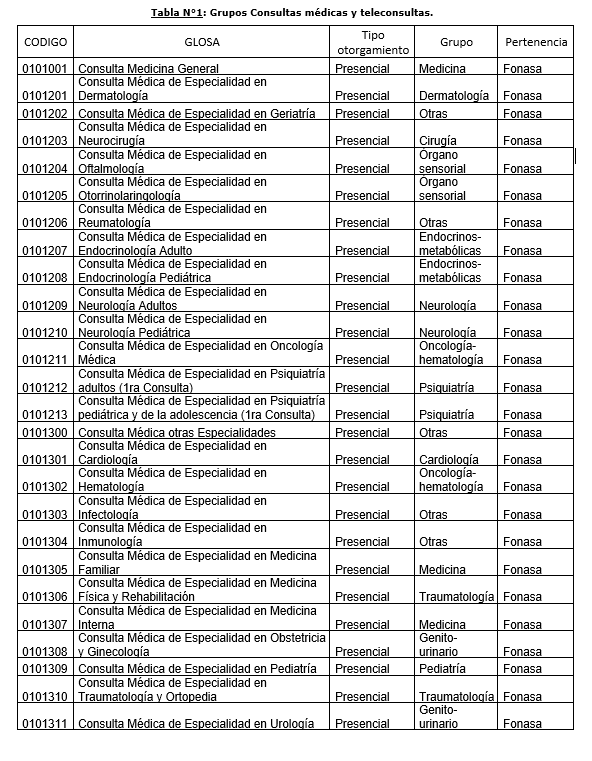 Tabla N°1: Grupos Consultas médicas y teleconsultas.
CODIGO GLOSA Tipo otorgamiento Grupo Pertenencia
0101001 Consulta Medicina General Presencial Medicina Fonasa
0101201 Consulta Médica de Especialidad en Dermatología Presencial Dermatología Fonasa
0101202 Consulta Médica de Especialidad en Geriatría Presencial Otras Fonasa
0101203 Consulta Médica de Especialidad en Neurocirugía Presencial Cirugía Fonasa
0101204 Consulta Médica de Especialidad en Oftalmología Presencial Órgano sensorial Fonasa
0101205 Consulta Médica de Especialidad en Otorrinolaringología Presencial Órgano sensorial Fonasa
0101206 Consulta Médica de Especialidad en Reumatología Presencial Otras Fonasa
0101207 Consulta Médica de Especialidad en Endocrinología Adulto Presencial Endocrinos-metabólicas Fonasa
0101208 Consulta Médica de Especialidad en Endocrinología Pediátrica Presencial Endocrinos-metabólicas Fonasa
0101209 Consulta Médica de Especialidad en Neurología Adultos Presencial Neurología Fonasa
0101210 Consulta Médica de Especialidad en Neurología Pediátrica Presencial Neurología Fonasa
0101211 Consulta Médica de Especialidad en Oncología Médica Presencial Oncología-hematología Fonasa
0101212 Consulta Médica de Especialidad en Psiquiatría adultos (1ra Consulta) Presencial Psiquiatría Fonasa
0101213 Consulta Médica de Especialidad en Psiquiatría pediátrica y de la adolescencia (1ra Consulta) Presencial Psiquiatría Fonasa
0101300 Consulta Médica otras Especialidades Presencial Otras Fonasa
0101301 Consulta Médica de Especialidad en Cardiología Presencial Cardiología Fonasa
0101302 Consulta Médica de Especialidad en Hematología Presencial Oncología-hematología Fonasa
0101303 Consulta Médica de Especialidad en Infectología Presencial Otras Fonasa
0101304 Consulta Médica de Especialidad en Inmunología Presencial Otras Fonasa
0101305 Consulta Médica de Especialidad en Medicina Familiar Presencial Medicina Fonasa
0101306 Consulta Médica de Especialidad en Medicina Física y Rehabilitación Presencial Traumatología Fonasa
0101307 Consulta Médica de Especialidad en Medicina Interna Presencial Medicina Fonasa
0101308 Consulta Médica de Especialidad en Obstetricia y Ginecología Presencial Genito-urinario Fonasa
0101309 Consulta Médica de Especialidad en Pediatría Presencial Pediatría Fonasa
0101310 Consulta Médica de Especialidad en Traumatología y Ortopedia Presencial Traumatología Fonasa
0101311 Consulta Médica de Especialidad en Urología Presencial Genito-urinario Fonasa